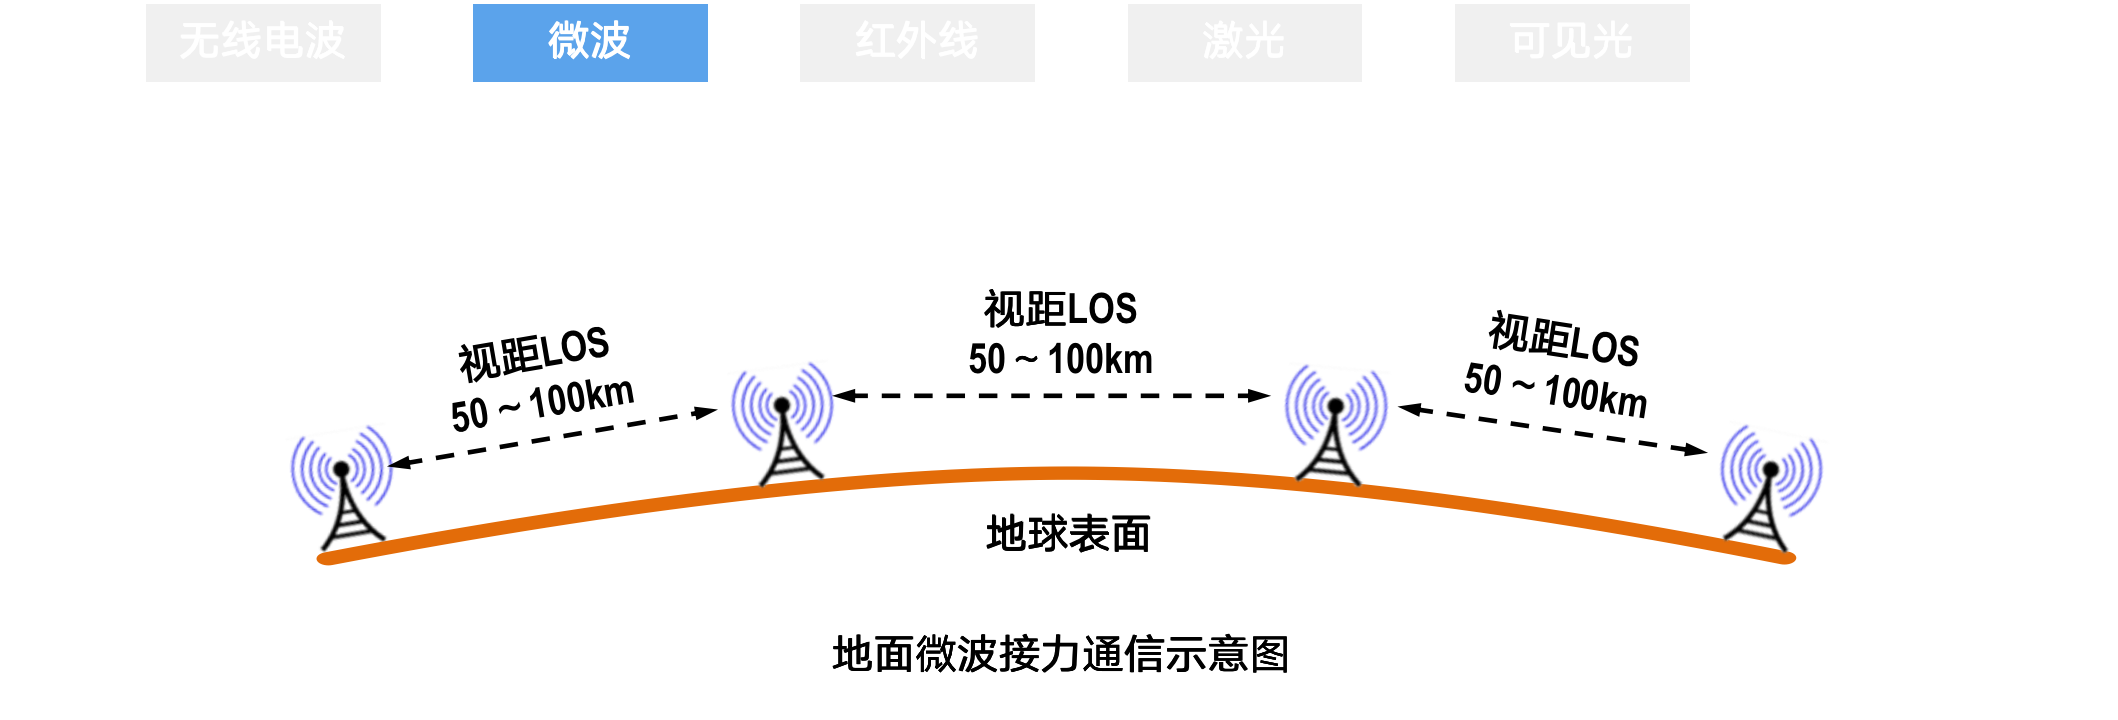 无线电波
微波
红外线
激光
可见光
视距LOS
50 ~ 100km
视距LOS
50 ~ 100km
视距LOS
50 ~ 100km
地球表面
地面微波接力通信示意图